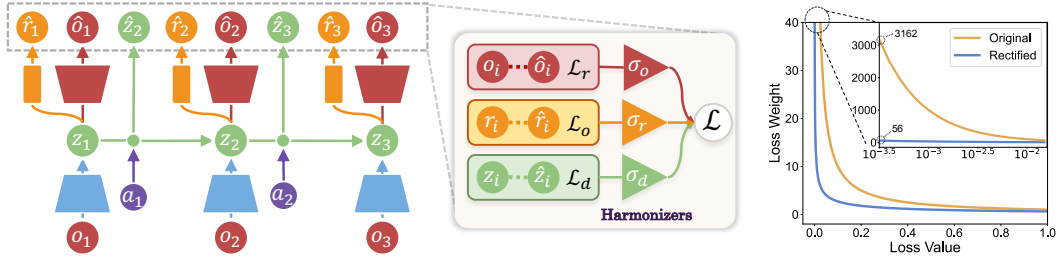 r̂₁ ô₁ ẑ₂ r̂₂ ô₂ ẑ₃ r̂₃ ô₃
z₁ z₂ z₃
a₁ a₂
o₁ o₂ o₃
oᵢ ôᵢ ℒᵣ σₒ
rᵢ r̂ᵢ ℒₒ σᵣ
ℒ
zᵢ ẑᵢ ℒ_d σ_d
Harmonizers
Loss Weight
40
30
20
10
0
0.0 0.2 0.4 0.6 0.8 1.0
Loss Value
Original
Rectified
3162
56
3000
2000
1000
0
10⁻³·⁵ 10⁻³ 10⁻²·⁵ 10⁻²